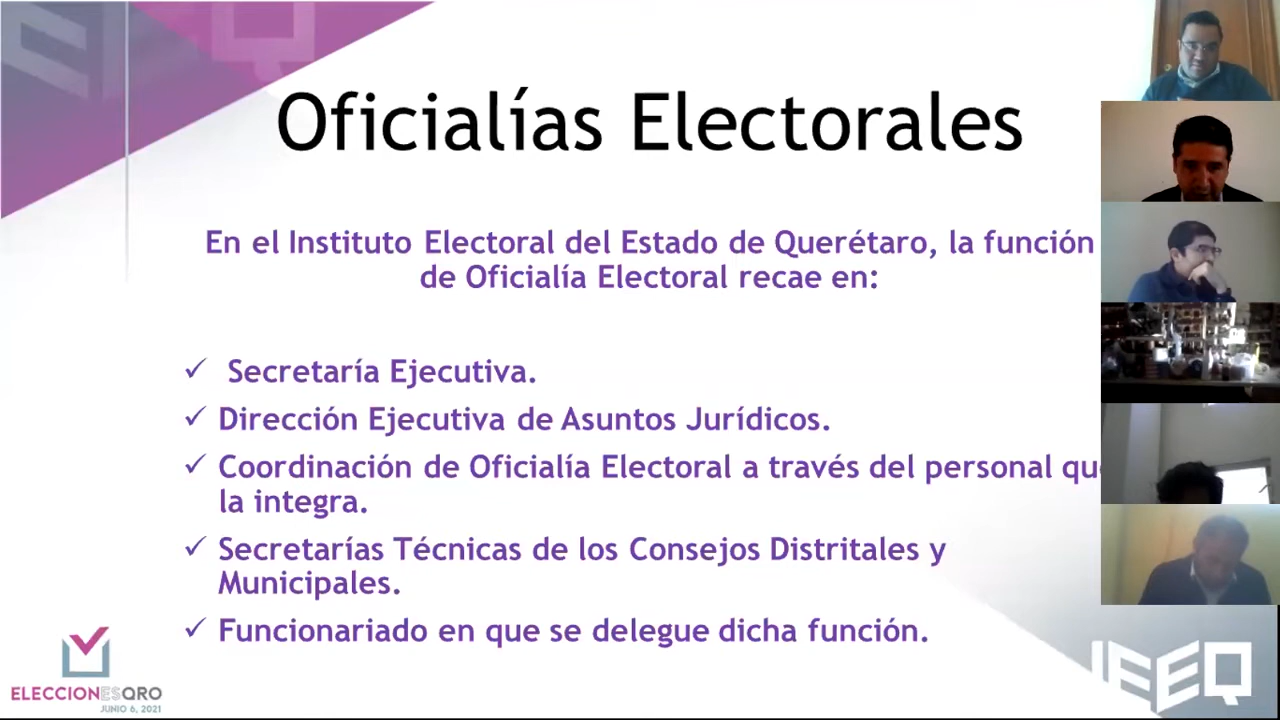 Oficialías Electorales
En el Instituto Electoral del Estado de Querétaro, la función
de Oficialía Electoral recae en:
✓ Secretaría Ejecutiva.
✓ Dirección Ejecutiva de Asuntos Jurídicos.
✓ Coordinación de Oficialía Electoral a través del personal que
la integra.
✓ Secretarías Técnicas de los Consejos Distritales y
Municipales.
✓ Funcionariado en que se delegue dicha función.
ELECCIONESQRO
JUNIO 6, 2021
IEEQ